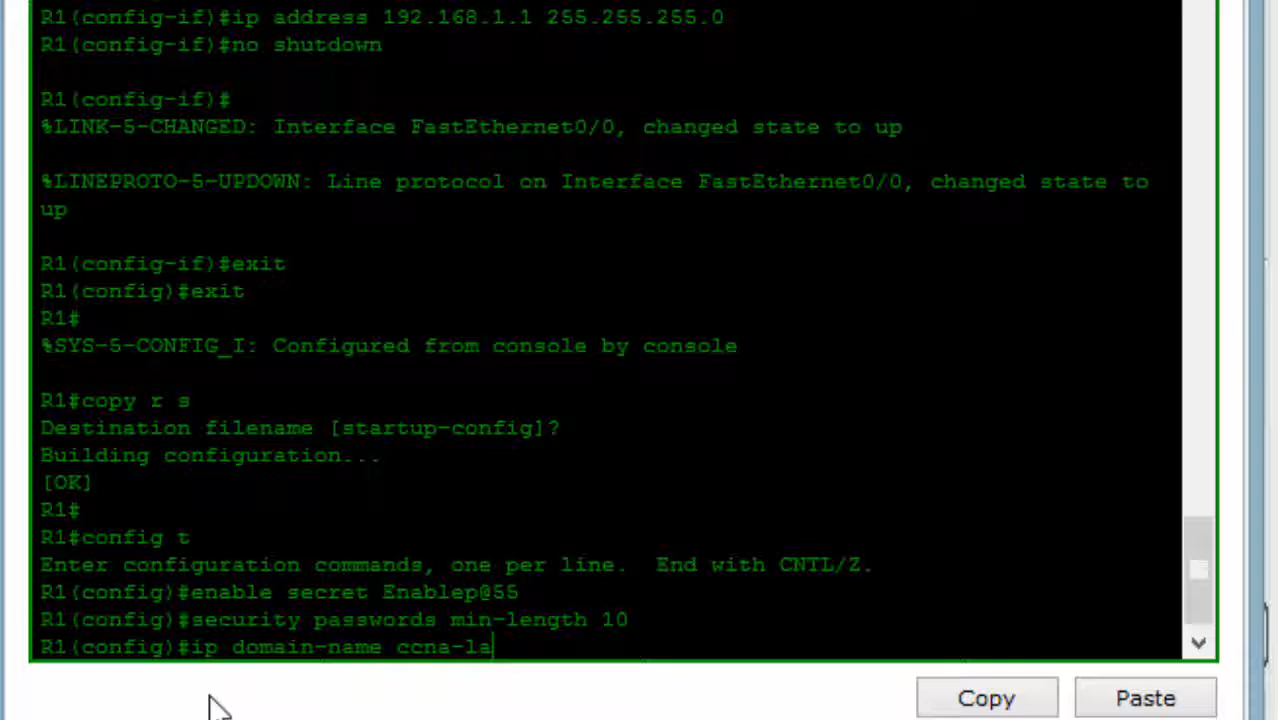 R1(config-if)#ip address 192.168.1.1 255.255.255.0
R1(config-if)#no shutdown
R1(config-if)#
%LINK-5-CHANGED: Interface FastEthernet0/0, changed state to up
%LINEPROTO-5-UPDOWN: Line protocol on Interface FastEthernet0/0, changed state to
up
R1(config-if)#exit
R1(config)#exit
R1#
%SYS-5-CONFIG_I: Configured from console by console
R1#copy r s
Destination filename [startup-config]?
Building configuration...
[OK]
R1#
R1#config t
Enter configuration commands, one per line.  End with CNTL/Z.
R1(config)#enable secret Enablep@55
R1(config)#security passwords min-length 10
R1(config)#ip domain-name ccna-la
Copy Paste